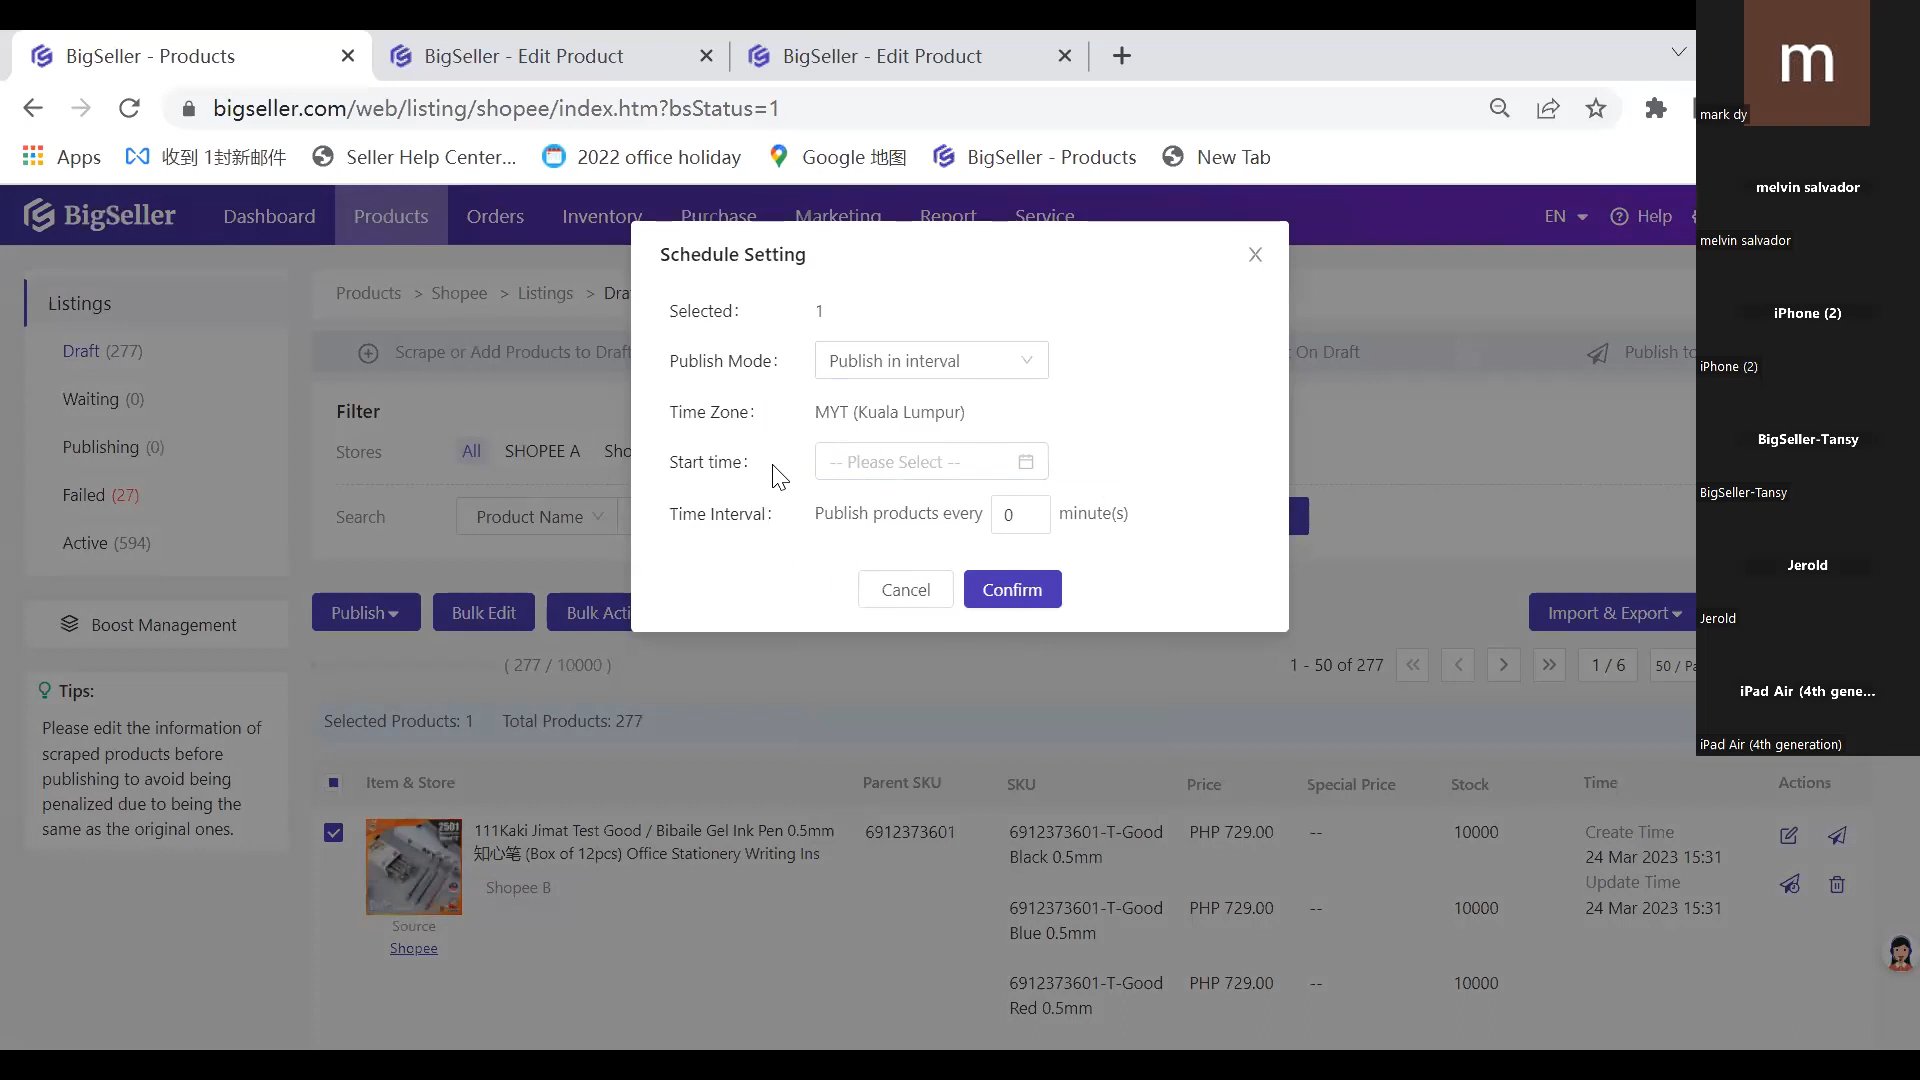 BigSeller - Products
BigSeller - Edit Product
BigSeller - Edit Product
bigseller.com/web/listing/shopee/index.htm?bsStatus=1
Apps
收到 1封新邮件
Seller Help Center...
2022 office holiday
Google 地图
BigSeller - Products
New Tab
BigSeller
Dashboard
Products
Orders
Inventory
Purchase
Marketing
Report
Service
EN
Help
Listings
Draft (277)
Waiting (0)
Publishing (0)
Failed (27)
Active (594)
Boost Management
Tips:
Please edit the information of
scraped products before
publishing to avoid being
penalized due to being the
same as the original ones.
Products > Shopee > Listings > Dra
Scrape or Add Products to Draft
t On Draft
Publish to
Filter
Stores
All
SHOPEE A
Sho
Search
Product Name
Schedule Setting
Selected: 1
Publish Mode: Publish in interval
Time Zone: MYT (Kuala Lumpur)
Start time: -- Please Select --
Time Interval: Publish products every 0 minute(s)
Cancel
Confirm
Publish
Bulk Edit
Bulk Acti
Import & Export
( 277 / 10000 )
1 - 50 of 277
1 / 6
50 / Pa
Selected Products: 1
Total Products: 277
Item & Store
Parent SKU
SKU
Price
Special Price
Stock
Time
Actions
2501
111Kaki Jimat Test Good / Bibaile Gel Ink Pen 0.5mm
知心笔 (Box of 12pcs) Office Stationery Writing Ins
Shopee B
Source
Shopee
6912373601
6912373601-T-Good
Black 0.5mm
PHP 729.00
--
10000
6912373601-T-Good
Blue 0.5mm
PHP 729.00
--
10000
6912373601-T-Good
Red 0.5mm
PHP 729.00
--
10000
Create Time
24 Mar 2023 15:31
Update Time
24 Mar 2023 15:31
m
mark dy
melvin salvador
melvin salvador
iPhone (2)
iPhone (2)
BigSeller-Tansy
BigSeller-Tansy
Jerold
Jerold
iPad Air (4th gene...
iPad Air (4th generation)